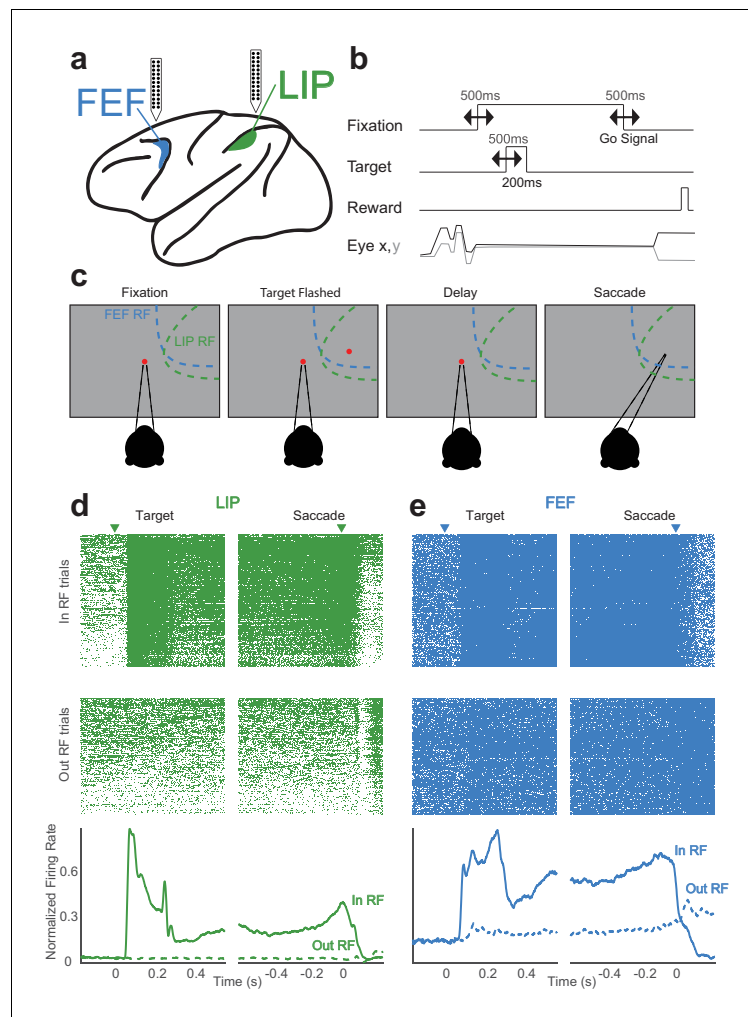 a
FEF
LIP
b
500ms
500ms
Fixation
Go Signal
500ms
Target
200ms
Reward
Eye x,y
c
Fixation
Target Flashed
Delay
Saccade
FEF RF
LIP RF
d
LIP
Target
Saccade
In RF trials
Out RF trials
Normalized Firing Rate
0.6
0.3
0
In RF
Out RF
0
0.2
0.4
-0.4
-0.2
0
Time (s)
e
FEF
Target
Saccade
In RF
Out RF
0
0.2
0.4
-0.4
-0.2
0
Time (s)